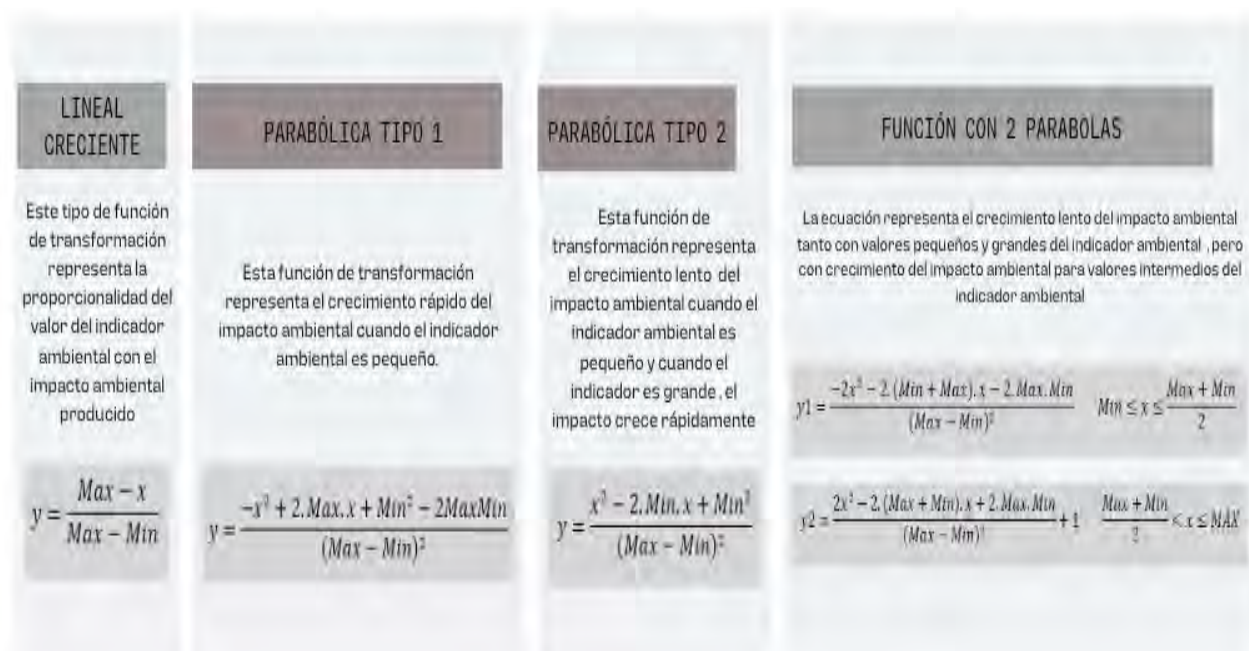 LINEAL
CRECIENTE
Este tipo de función
de transformación
representa la
proporcionalidad del
valor del indicador
ambiental con el
impacto ambiental
producido
y = \frac{Max - x}{Max - Min}
PARABÓLICA TIPO 1
Esta función de transformación
representa el crecimiento rápido del
impacto ambiental cuando el indicador
ambiental es pequeño.
y = \frac{-x² + 2.Max.x + Min² - 2MaxMin}{(Max - Min)²}
PARABÓLICA TIPO 2
Esta función de
transformación representa
el crecimiento lento del
impacto ambiental cuando el
indicador ambiental es
pequeño y cuando el
indicador es grande , el
impacto crece rápidamente
y = \frac{x² - 2.Min.x + Min²}{(Max - Min)²}
FUNCIÓN CON 2 PARABOLAS
La ecuación representa el crecimiento lento del impacto ambiental
tanto con valores pequeños y grandes del indicador ambiental , pero
con crecimiento del impacto ambiental para valores intermedios del
indicador ambiental
y1 = \frac{-2x² - 2.(Min + Max).x - 2.Max.Min}{(Max - Min)²} Min ≤ x ≤ \frac{Max + Min}{2}
y2 = \frac{2x² - 2.(Max + Min).x + 2.Max.Min}{(Max - Min)²} + 1 \frac{Max + Min}{2} < x ≤ MAX